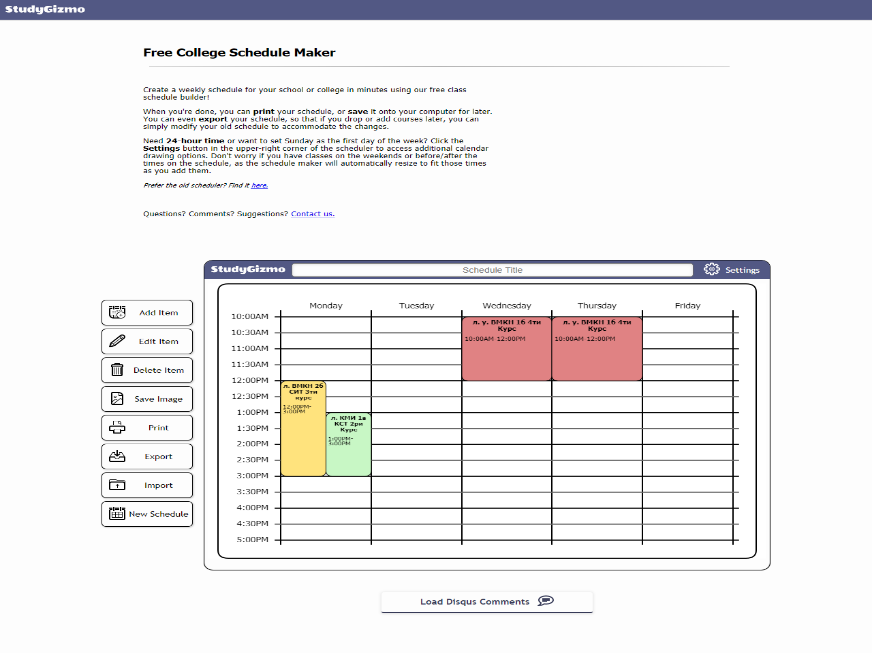 StudyGizmo
Free College Schedule Maker
Create a weekly schedule for your school or college in minutes using our free class
schedule builder!
When you're done, you can print your schedule, or save it onto your computer for later.
You can even export your schedule, so that if you drop or add courses later, you can
simply modify your old schedule to accommodate the changes.
Need 24-hour time or want to set Sunday as the first day of the week? Click the
Settings button in the upper-right corner of the scheduler to access additional calendar
drawing options. Don't worry if you have classes on the weekends or before/after the
times on the schedule, as the schedule maker will automatically resize to fit those times
as you add them.
Prefer the old scheduler? Find it here.
Questions? Comments? Suggestions? Contact us.
StudyGizmo Schedule Title Settings
Add Item
Edit Item
Delete Item
Save Image
Print
Export
Import
New Schedule
Monday Tuesday Wednesday Thursday Friday
10:00AM
10:30AM
11:00AM
11:30AM
12:00PM
12:30PM
1:00PM
1:30PM
2:00PM
2:30PM
3:00PM
3:30PM
4:00PM
4:30PM
5:00PM
л. ВМКН 2б
СИТ 3ти
курс
12:00PM-
3:00PM
л. КМИ 1а
КСТ 2ри
Курс
1:00PM-
3:00PM
л. у. ВМКН 1б 4ти
Курс
10:00AM-12:00PM
л. у. ВМКН 1б 4ти
Курс
10:00AM-12:00PM
Load Disqus Comments